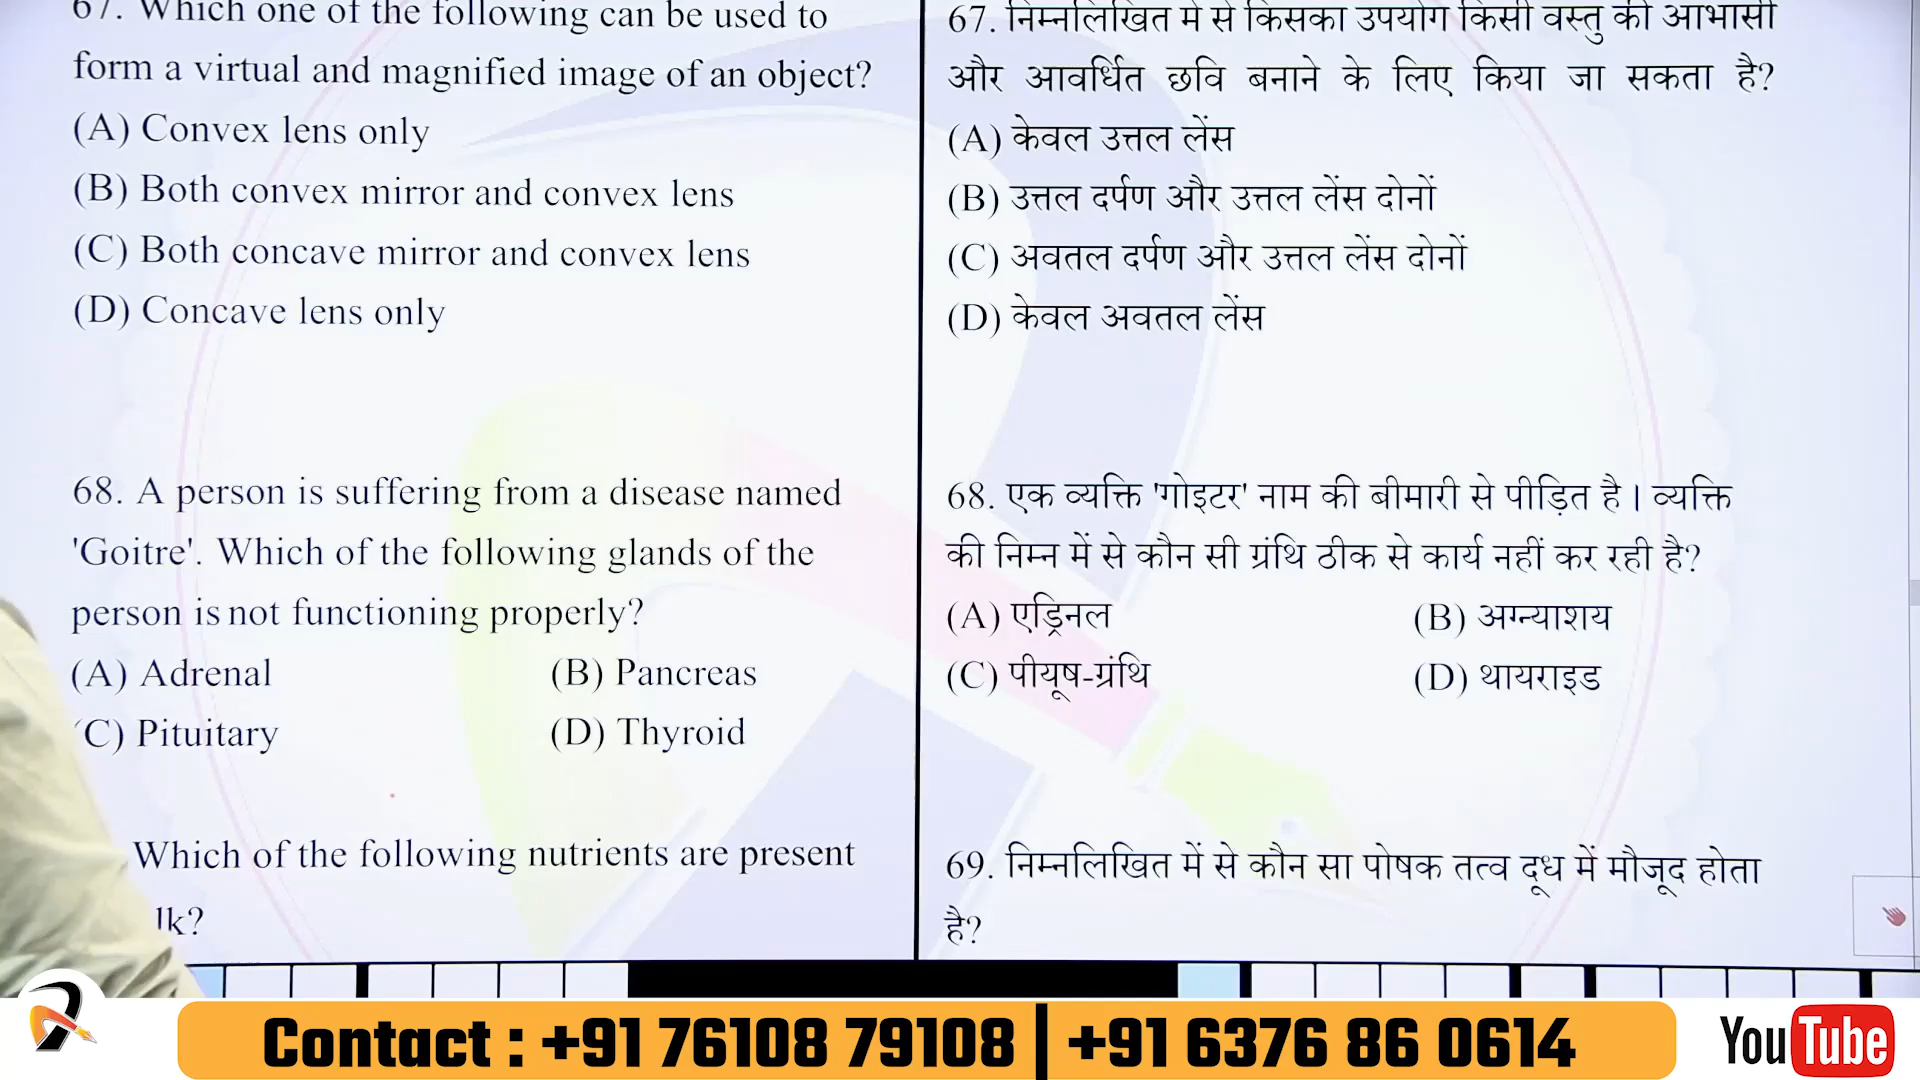 67. Which one of the following can be used to
form a virtual and magnified image of an object?
(A) Convex lens only
(B) Both convex mirror and convex lens
(C) Both concave mirror and convex lens
(D) Concave lens only
68. A person is suffering from a disease named
'Goitre'. Which of the following glands of the
person is not functioning properly?
(A) Adrenal (B) Pancreas
C) Pituitary (D) Thyroid
Which of the following nutrients are present
lk?
67. निम्नलिखित में से किसका उपयोग किसी वस्तु की आभासी
और आवर्धित छवि बनाने के लिए किया जा सकता है?
(A) केवल उत्तल लेंस
(B) उत्तल दर्पण और उत्तल लेंस दोनों
(C) अवतल दर्पण और उत्तल लेंस दोनों
(D) केवल अवतल लेंस
68. एक व्यक्ति 'गोइटर' नाम की बीमारी से पीड़ित है। व्यक्ति
की निम्न में से कौन सी ग्रंथि ठीक से कार्य नहीं कर रही है?
(A) एड्रिनल (B) अग्न्याशय
(C) पीयूष-ग्रंथि (D) थायराइड
69. निम्नलिखित में से कौन सा पोषक तत्व दूध में मौजूद होता
है?
Contact : +91 76108 79108 | +91 6376 86 0614
YouTube